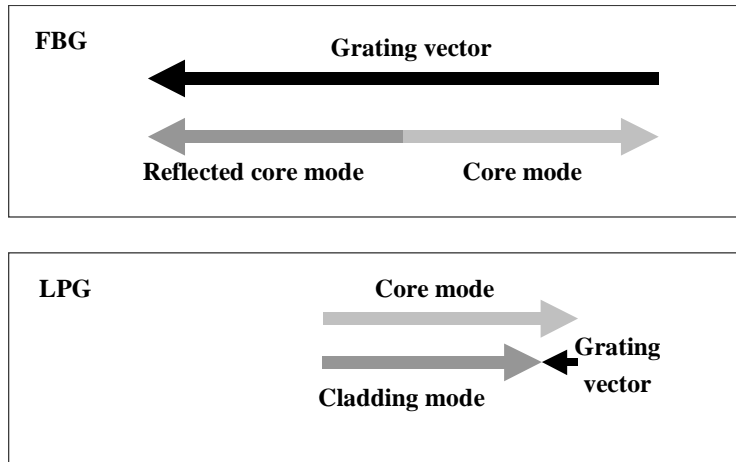 FBG
Grating vector
Reflected core mode
Core mode
LPG
Core mode
Grating
vector
Cladding mode